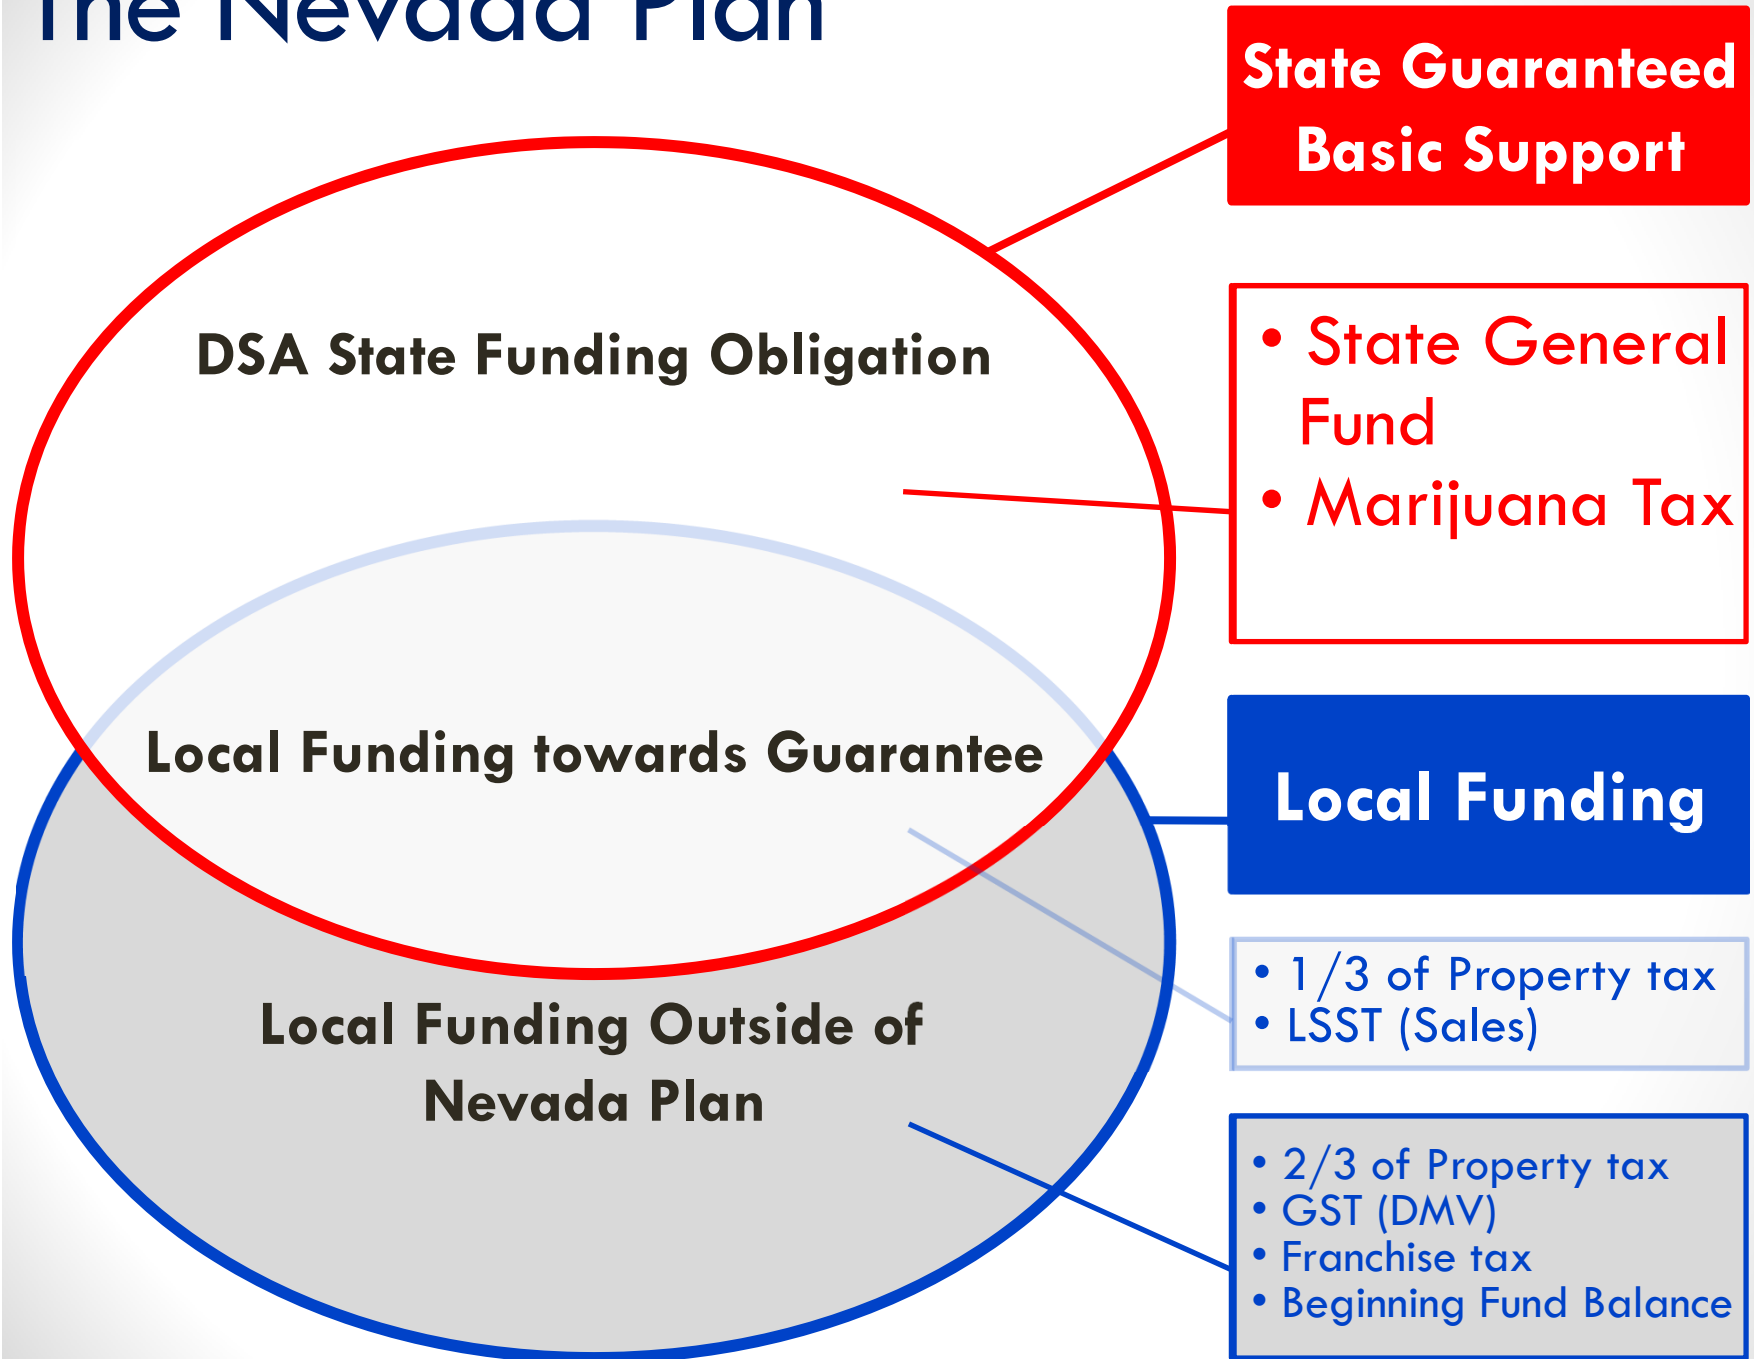 The Nevada Plan
State Guaranteed
Basic Support
DSA State Funding Obligation
• State General
Fund
• Marijuana Tax
Local Funding towards Guarantee
Local Funding
• 1/3 of Property tax
• LSST (Sales)
Local Funding Outside of
Nevada Plan
• 2/3 of Property tax
• GST (DMV)
• Franchise tax
• Beginning Fund Balance